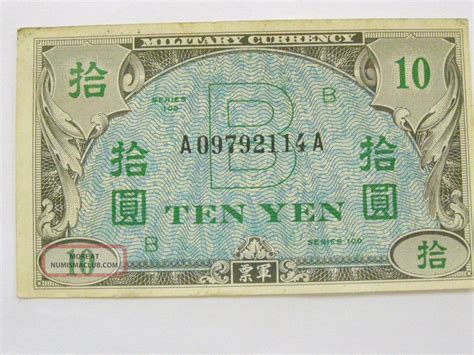 MILITARY CURRENCY
拾 10
SERIES 100 B B
A09792114A
拾圓 拾圓
TEN YEN
B SERIES 100
10 票軍 拾
MORE AT
NUMISMACLUB.COM